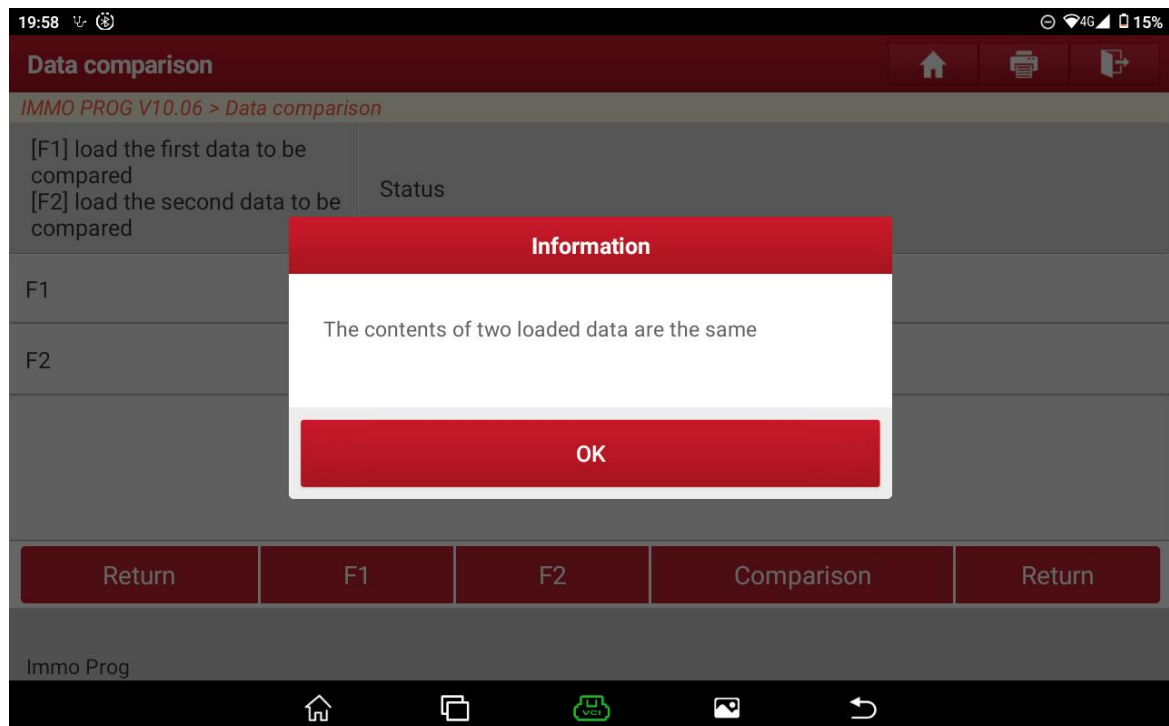 19:58
4G
15%
Data comparison
IMMO PROG V10.06 > Data comparison
[F1] load the first data to be
compared
[F2] load the second data to be
compared
Status
Information
F1
The contents of two loaded data are the same
F2
OK
Return
F1
F2
Comparison
Return
Immo Prog
VCI